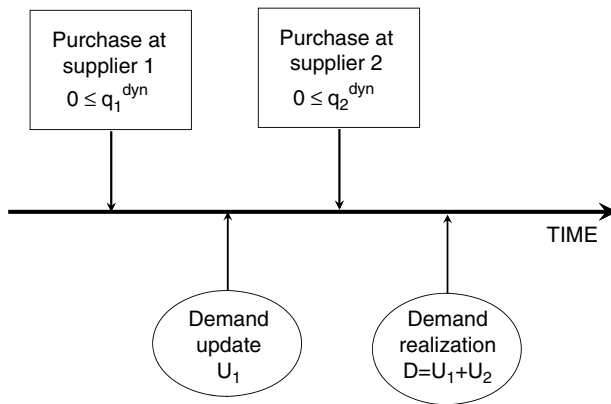 Purchase at
supplier 1
0 ≤ q₁ᵈʸⁿ
Purchase at
supplier 2
0 ≤ q₂ᵈʸⁿ
TIME
Demand
update
U₁
Demand
realization
D=U₁+U₂